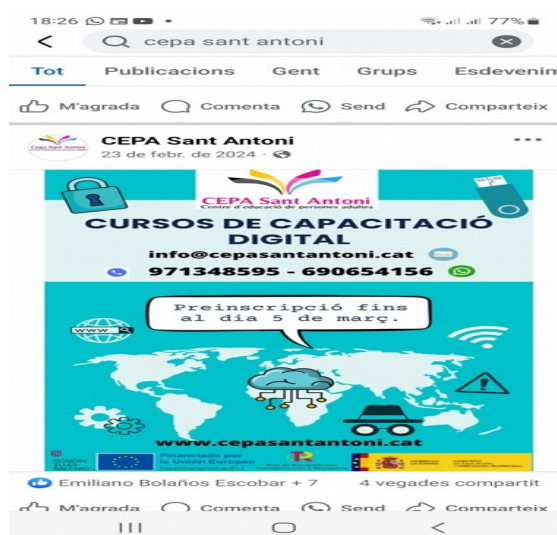 18:26 77%
cepa sant antoni
Tot Publicacions Gent Grups Esdevenim
M'agrada Comenta Send Comparteix
CEPA Sant Antoni
23 de febr. de 2024
CEPA Sant Antoni
Centre d'educació de persones adultes
CURSOS DE CAPACITACIÓ
DIGITAL
info@cepasantantoni.cat
971348595 - 690654156
Preinscripció fins
al dia 5 de març.
www
www.cepasantantoni.cat
Financiado por
la Unión Europea
Emiliano Bolaños Escobar + 7 4 vegades compartit
M'agrada Comenta Send Comparteix